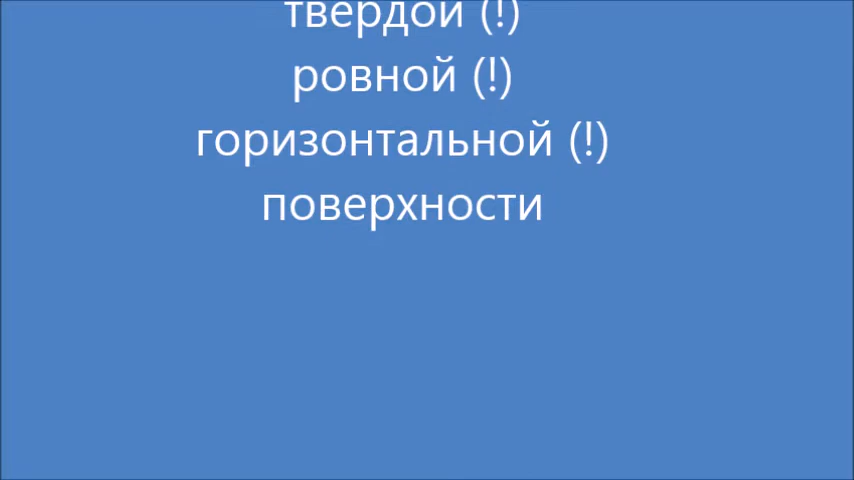 твердой (!)
ровной (!)
горизонтальной (!)
поверхности